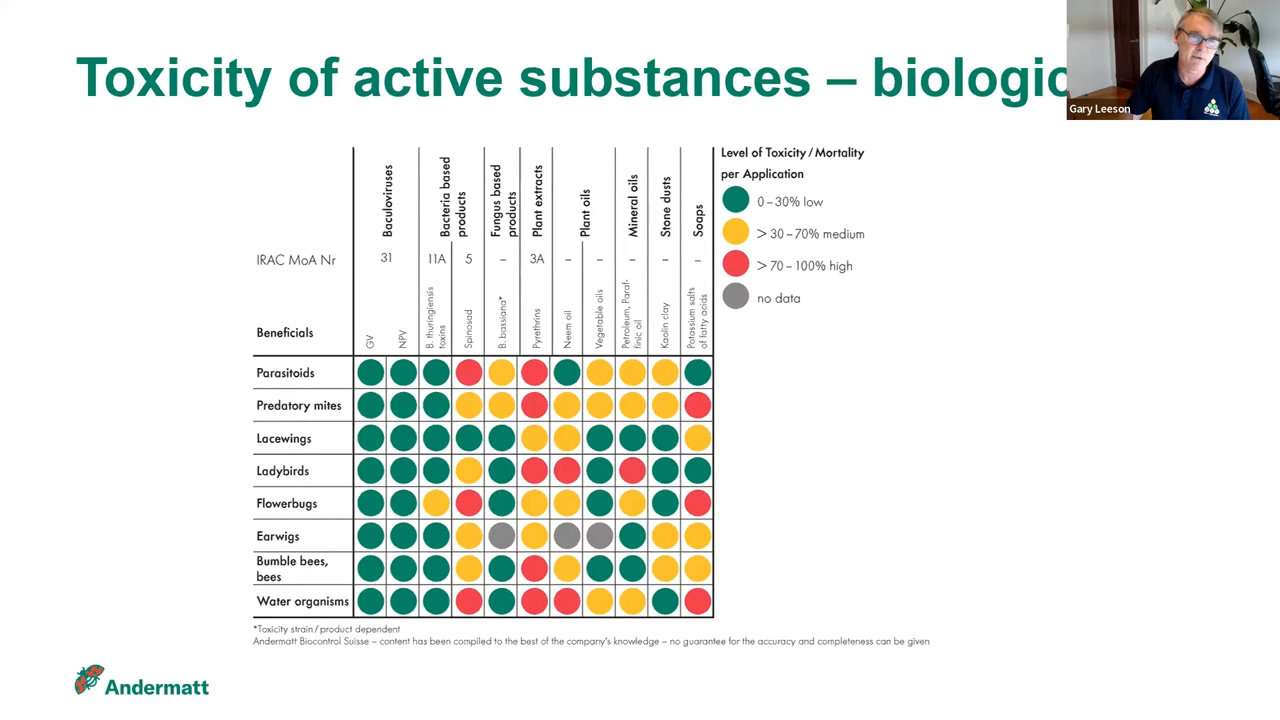 Toxicity of active substances – biologic
Gary Leeson
Baculoviruses
Bacteria based
products
Fungus based
products
Plant extracts
Plant oils
Mineral oils
Stone dusts
Soaps
IRAC MoA Nr
31
11A
5
–
3A
–
–
–
–
–
Beneficials
GV
NPV
B. thuringiensis
toxins
Spinosad
B. bassiana*
Pyrethrins
Neem oil
Vegetable oils
Petroleum, Paraf-
finic oil
Kaolin clay
Potassium salts
of fatty acids
Parasitoids
Predatory mites
Lacewings
Ladybirds
Flowerbugs
Earwigs
Bumble bees,
bees
Water organisms
Level of Toxicity / Mortality
per Application
0 – 30% low
> 30 – 70% medium
> 70 – 100% high
no data
*Toxicity strain / product dependent
Andermatt Biocontrol Suisse – content has been compiled to the best of the company's knowledge – no guarantee for the accuracy and completeness can be given
Andermatt